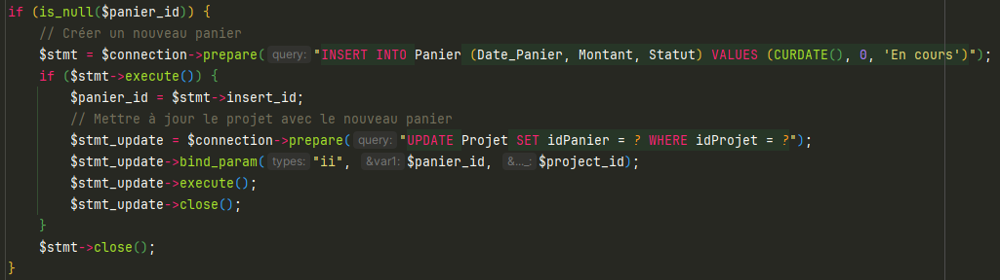 if (is_null($panier_id)) {
// Créer un nouveau panier
$stmt = $connection->prepare( query: "INSERT INTO Panier (Date_Panier, Montant, Statut) VALUES (CURDATE(), 0, 'En cours')");
if ($stmt->execute()) {
$panier_id = $stmt->insert_id;
// Mettre à jour le projet avec le nouveau panier
$stmt_update = $connection->prepare( query: "UPDATE Projet SET idPanier = ? WHERE idProjet = ?");
$stmt_update->bind_param( types: "ii", &var1: $panier_id, &..._: $project_id);
$stmt_update->execute();
$stmt_update->close();
}
$stmt->close();
}